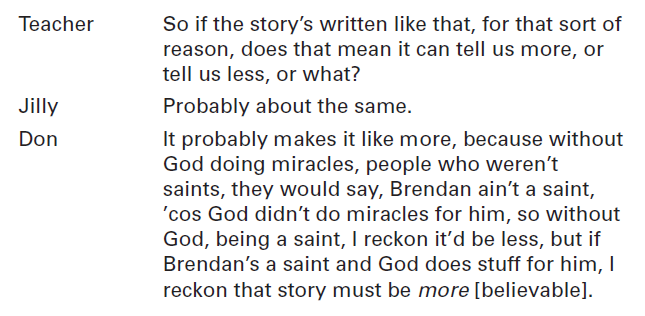 Teacher So if the story's written like that, for that sort of
reason, does that mean it can tell us more, or
tell us less, or what?
Jilly Probably about the same.
Don It probably makes it like more, because without
God doing miracles, people who weren't
saints, they would say, Brendan ain't a saint,
'cos God didn't do miracles for him, so without
God, being a saint, I reckon it'd be less, but if
Brendan's a saint and God does stuff for him, I
reckon that story must be more [believable].